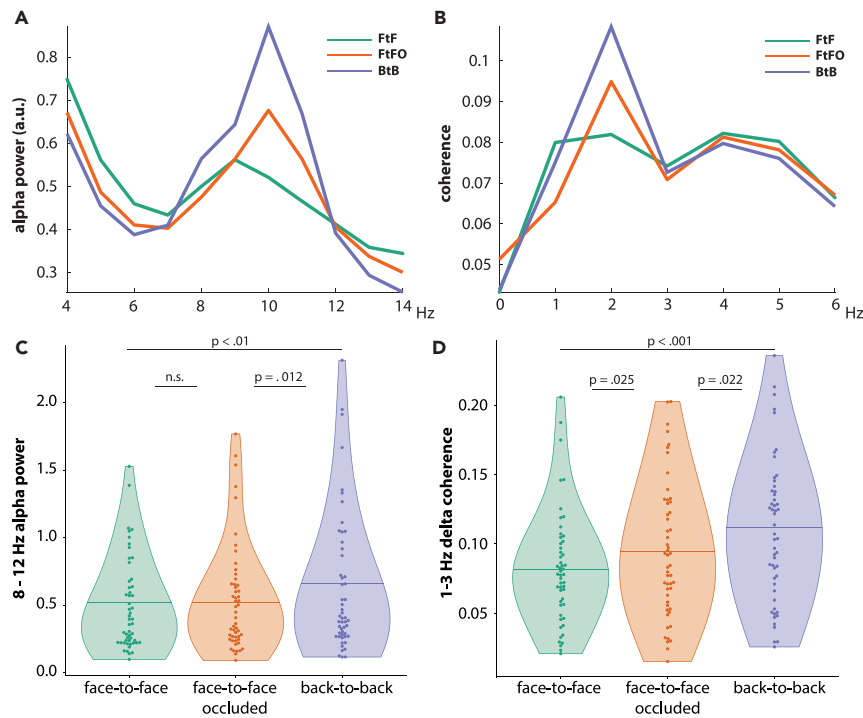 A
FtF
FtFO
BtB
alpha power (a.u.)
0.8
0.7
0.6
0.5
0.4
0.3
4
6
8
10
12
14
Hz
B
FtF
FtFO
BtB
coherence
0.1
0.09
0.08
0.07
0.06
0.05
0
1
2
3
4
5
6
Hz
C
p < .01
n.s.
p = . 012
8 - 12 Hz alpha power
2.0
1.5
1.0
0.5
0.0
face-to-face
face-to-face
occluded
back-to-back
D
p < .001
p = .025
p = .022
1-3 Hz delta coherence
0.20
0.15
0.10
0.05
face-to-face
face-to-face
occluded
back-to-back